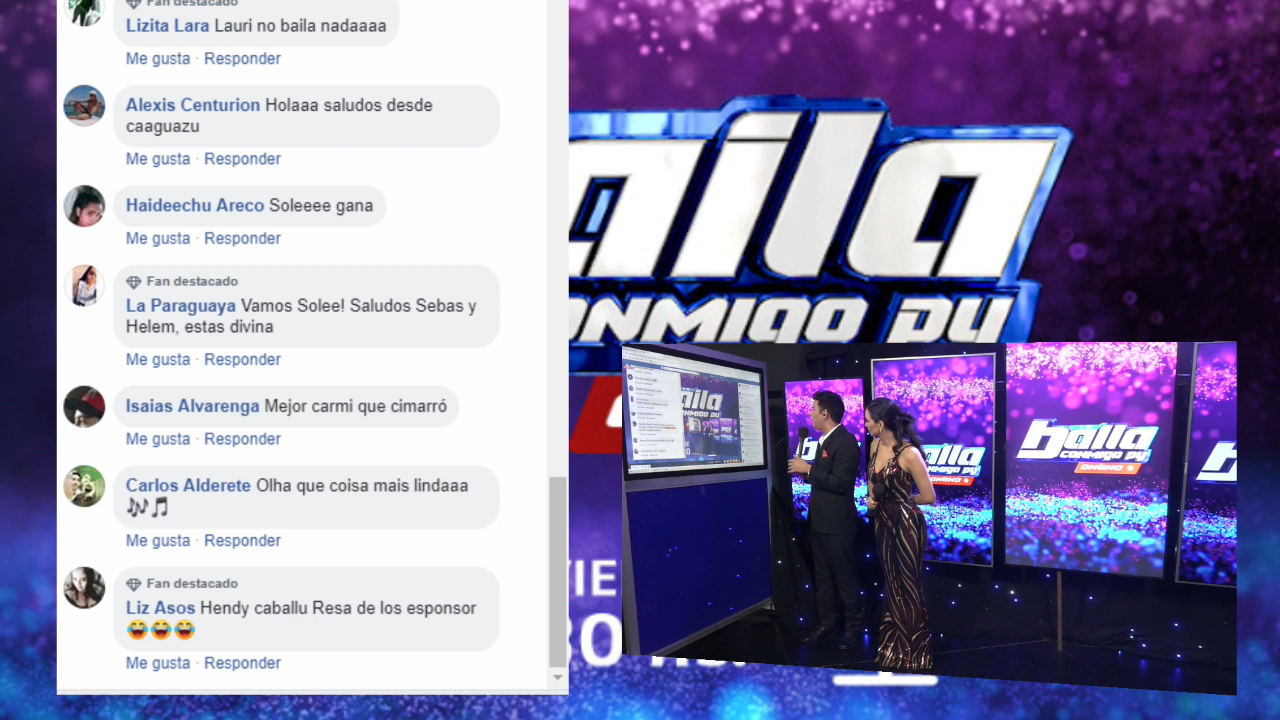 Fan destacado
Lizita Lara Lauri no baila nadaaaa
Me gusta · Responder
Alexis Centurion Holaaa saludos desde
caaguazu
Me gusta · Responder
Haideechu Areco Soleeee gana
Me gusta · Responder
Fan destacado
La Paraguaya Vamos Solee! Saludos Sebas y
Helem, estas divina
Me gusta · Responder
Isaias Alvarenga Mejor carmi que cimarró
Me gusta · Responder
Carlos Alderete Olha que coisa mais lindaaa
🎶🎵
Me gusta · Responder
Fan destacado
Liz Asos Hendy caballu Resa de los esponsor
😂😂😂
Me gusta · Responder
baila
CONMIGO PY
baila
CONMIGO PY
ONDINO